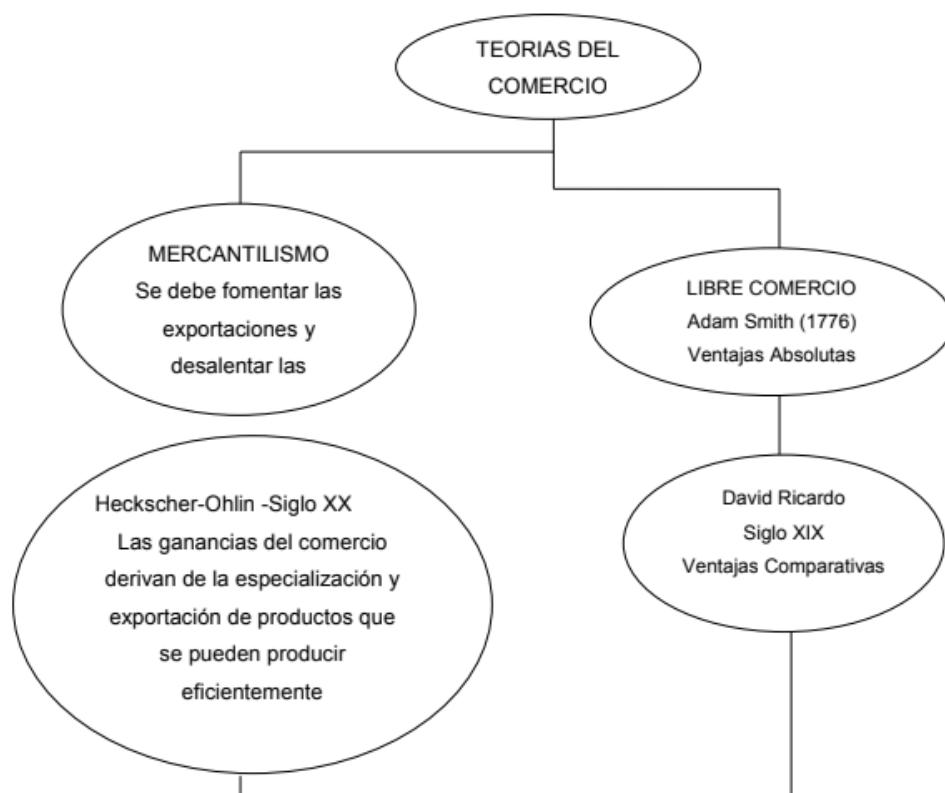 TEORIAS DEL
COMERCIO
MERCANTILISMO
Se debe fomentar las
exportaciones y
desalentar las
LIBRE COMERCIO
Adam Smith (1776)
Ventajas Absolutas
Heckscher-Ohlin -Siglo XX
Las ganancias del comercio
derivan de la especialización y
exportación de productos que
se pueden producir
eficientemente
David Ricardo
Siglo XIX
Ventajas Comparativas